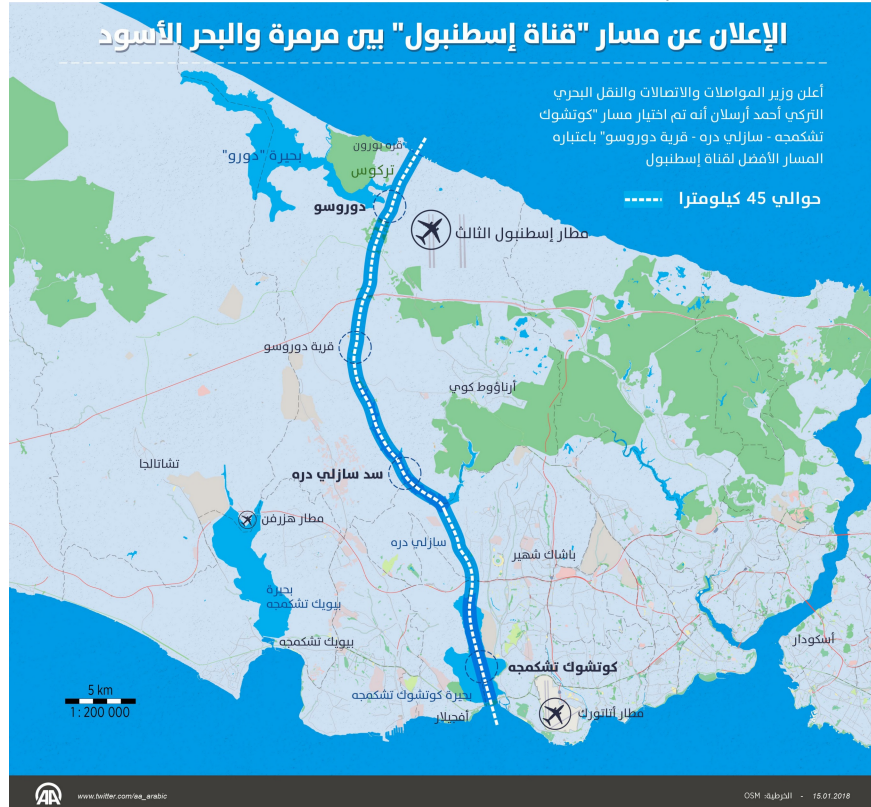 الإعلان عن مسار "قناة إسطنبول" بين مرمرة والبحر الأسود
أعلن وزير المواصلات والاتصالات والنقل البحري
التركي أحمد أرسلان أنه تم اختيار مسار "كوتشوك
تشكمجه - سازلي دره - قرية دوروسو" باعتباره
المسار الأفضل لقناة إسطنبول
حوالي 45 كيلومترا
قره بورون
بحيرة "دورو"
تركوس
دوروسو
مطار إسطنبول الثالث
قرية دوروسو
أرناؤوط كوي
تشاتالجا
سد سازلي دره
مطار هزرفن
سازلي دره
باشاك شهير
بحيرة
بيويك تشكمجه
بيويك تشكمجه
أسكودار
كوتشوك تشكمجه
بحيرة كوتشوك تشكمجه
أفجيلار
مطار أتاتورك
5 km
1: 200 000
AA
www.twitter.com/aa_arabic
15.01.2018 - الخرطية: OSM